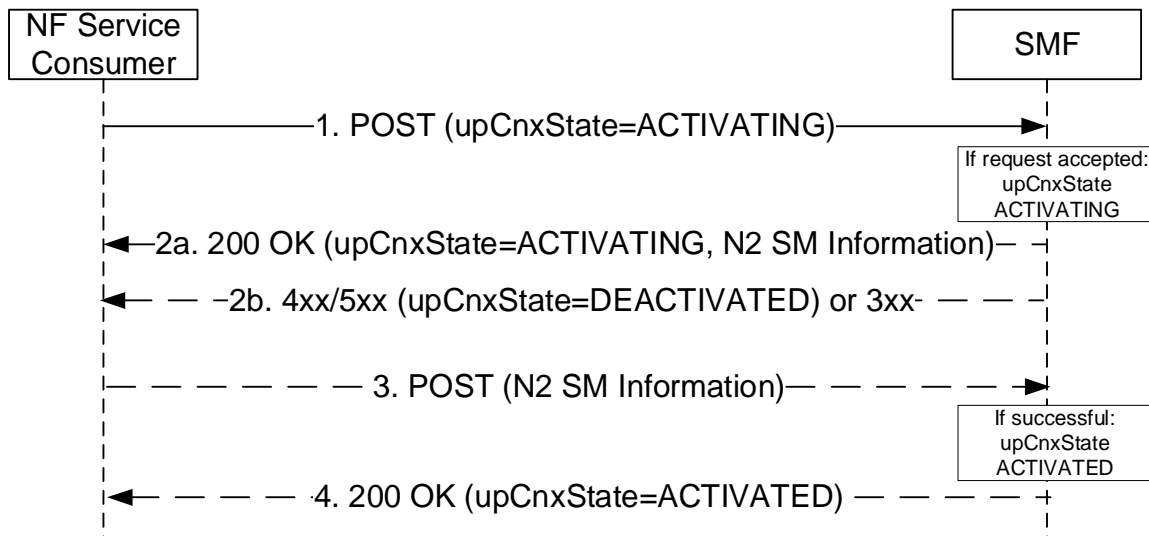 NF Service
Consumer
SMF
1. POST (upCnxState=ACTIVATING)
If request accepted:
upCnxState
ACTIVATING
2a. 200 OK (upCnxState=ACTIVATING, N2 SM Information)
2b. 4xx/5xx (upCnxState=DEACTIVATED) or 3xx
3. POST (N2 SM Information)
If successful:
upCnxState
ACTIVATED
4. 200 OK (upCnxState=ACTIVATED)